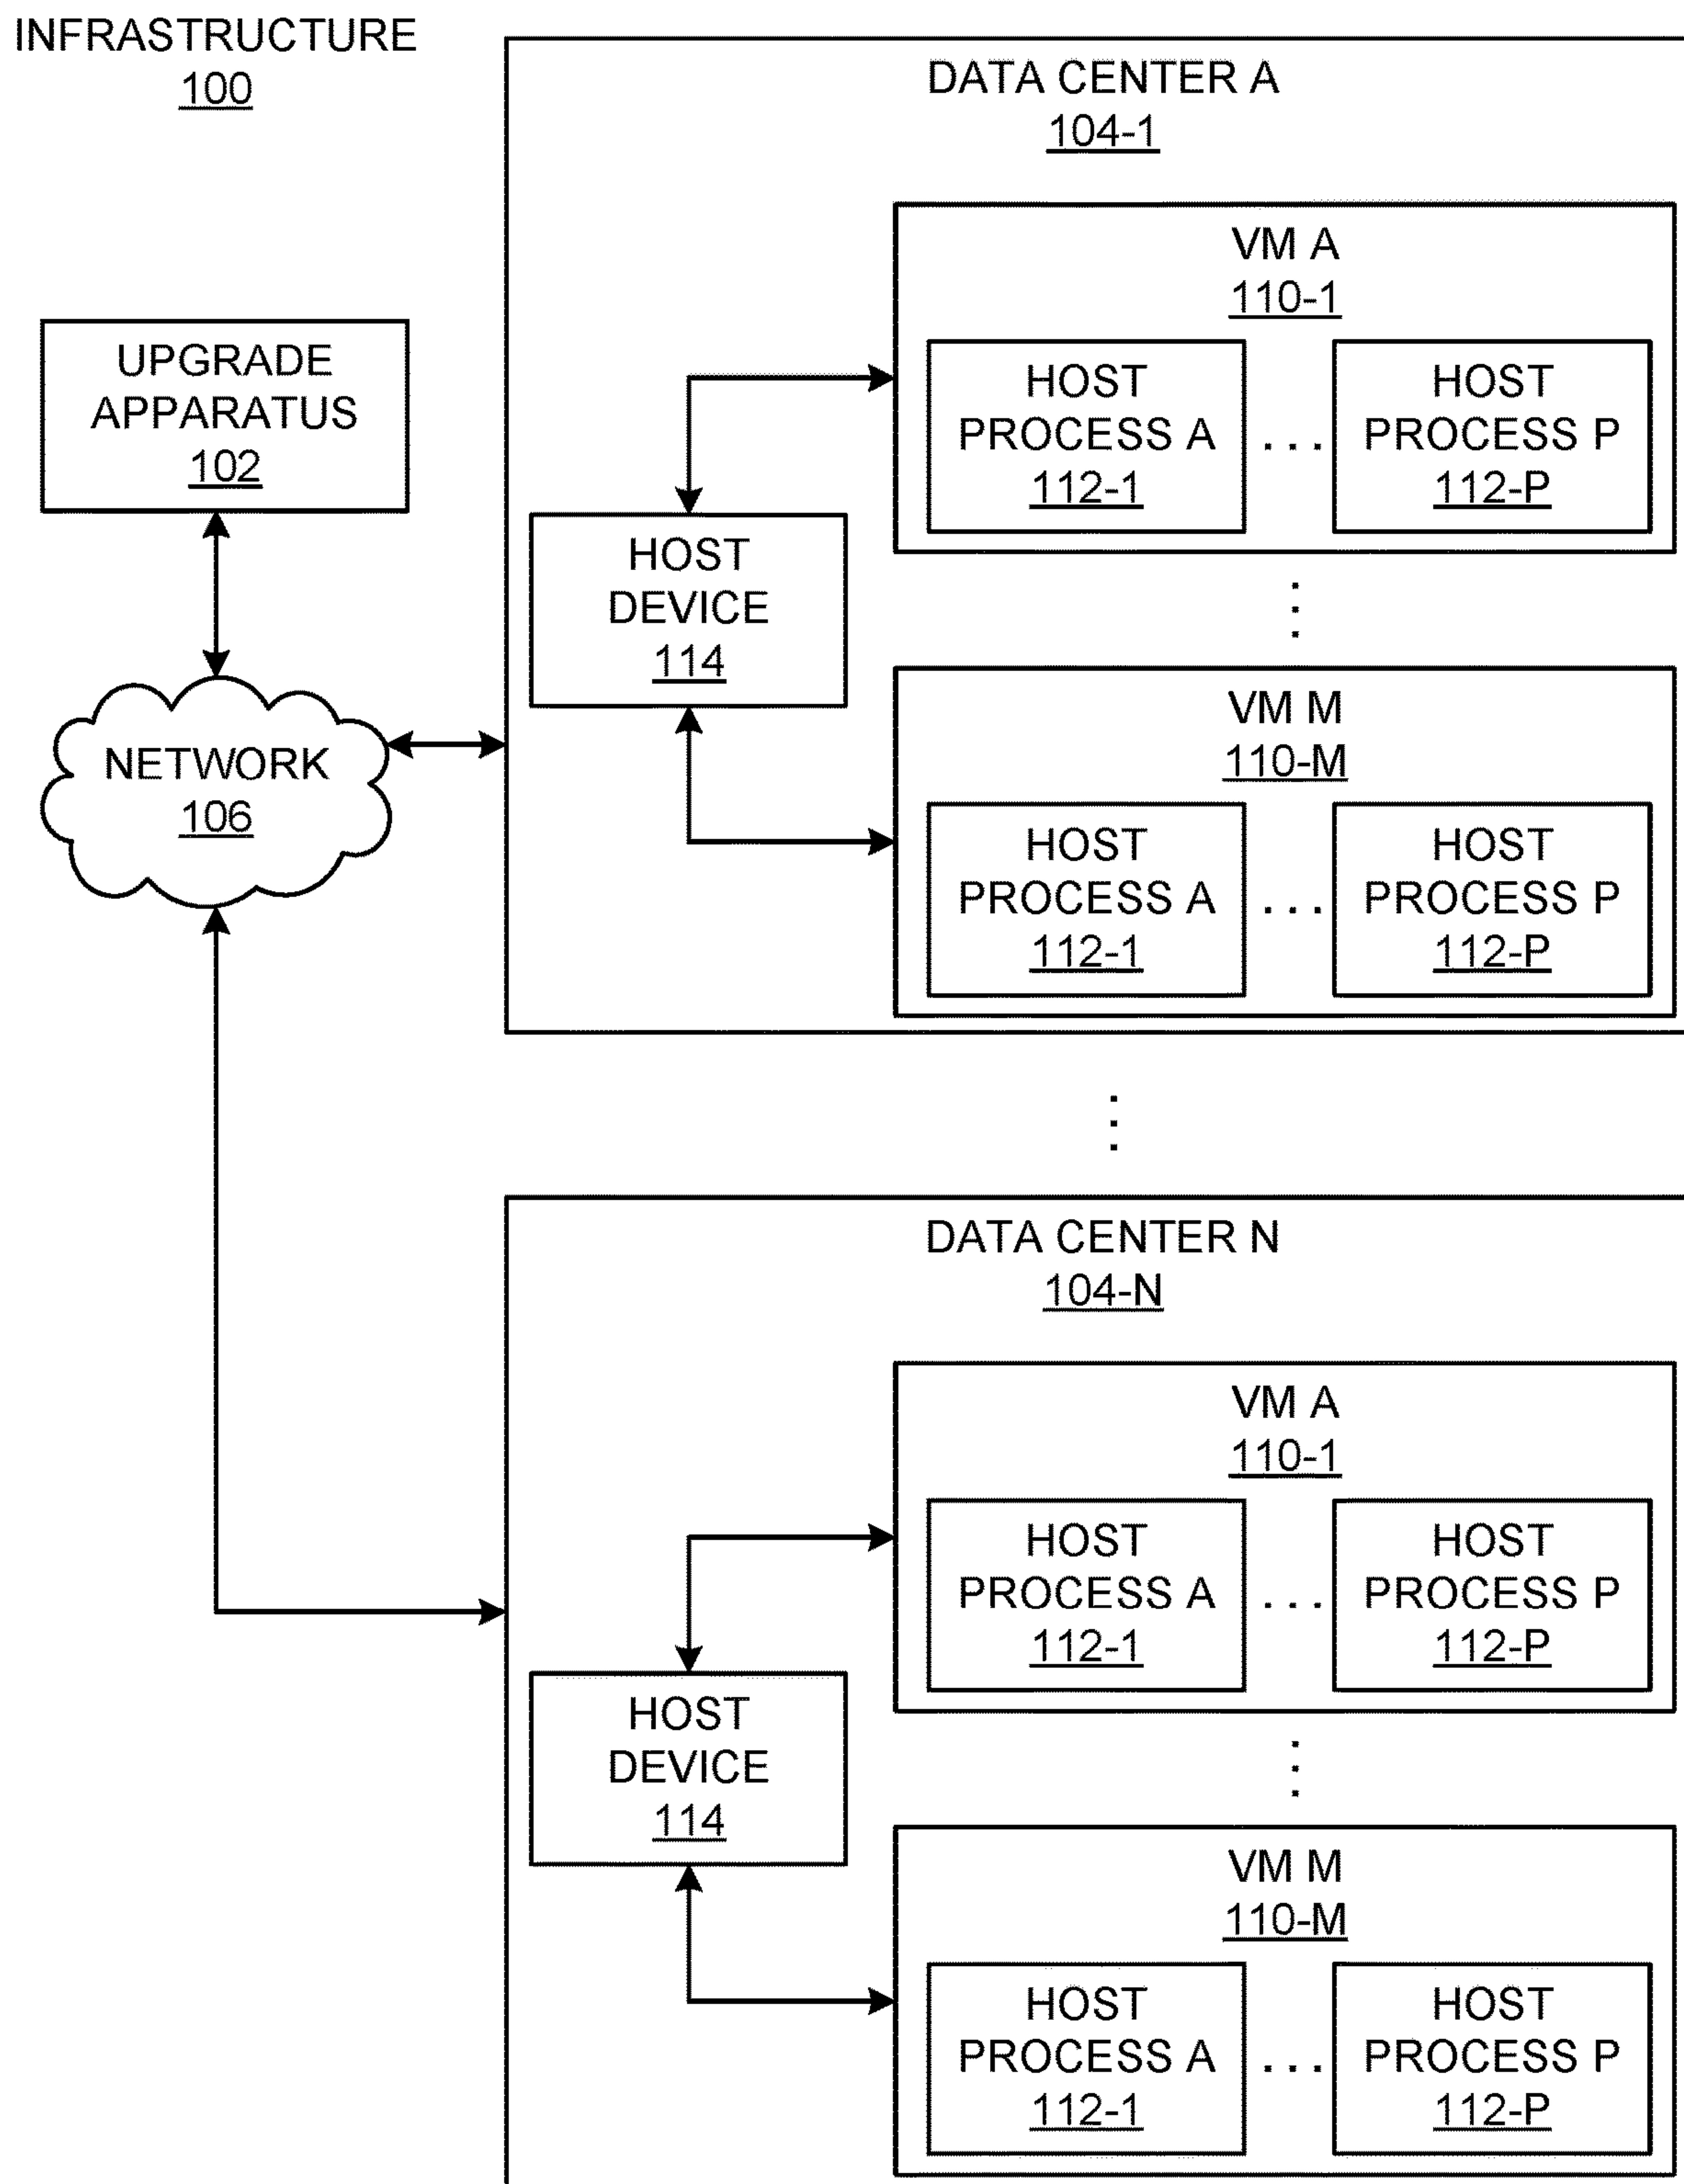 INFRASTRUCTURE
100
UPGRADE
APPARATUS
102
NETWORK
106
DATA CENTER A
104-1
HOST
DEVICE
114
VM A
110-1
HOST
PROCESS A
112-1
...
HOST
PROCESS P
112-P
VM M
110-M
HOST
PROCESS A
112-1
...
HOST
PROCESS P
112-P
DATA CENTER N
104-N
HOST
DEVICE
114
VM A
110-1
HOST
PROCESS A
112-1
...
HOST
PROCESS P
112-P
VM M
110-M
HOST
PROCESS A
112-1
...
HOST
PROCESS P
112-P